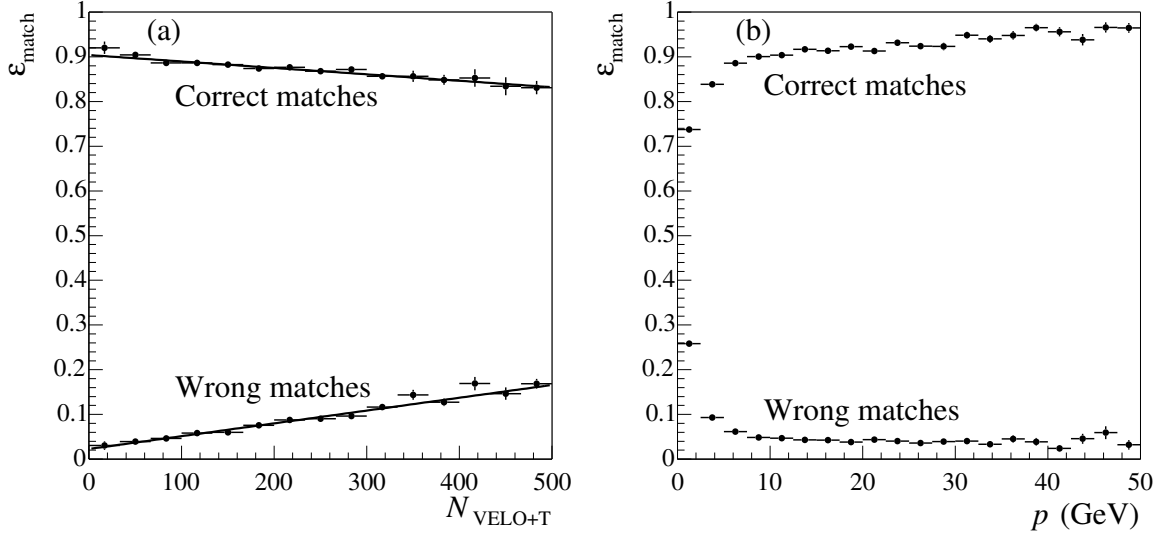 (a)
ε_match
1
0.9
0.8
0.7
0.6
0.5
0.4
0.3
0.2
0.1
0
Correct matches
Wrong matches
0 100 200 300 400 500
N_VELO+T
(b)
ε_match
1
0.9
0.8
0.7
0.6
0.5
0.4
0.3
0.2
0.1
0
Correct matches
Wrong matches
0 10 20 30 40 50
p (GeV)